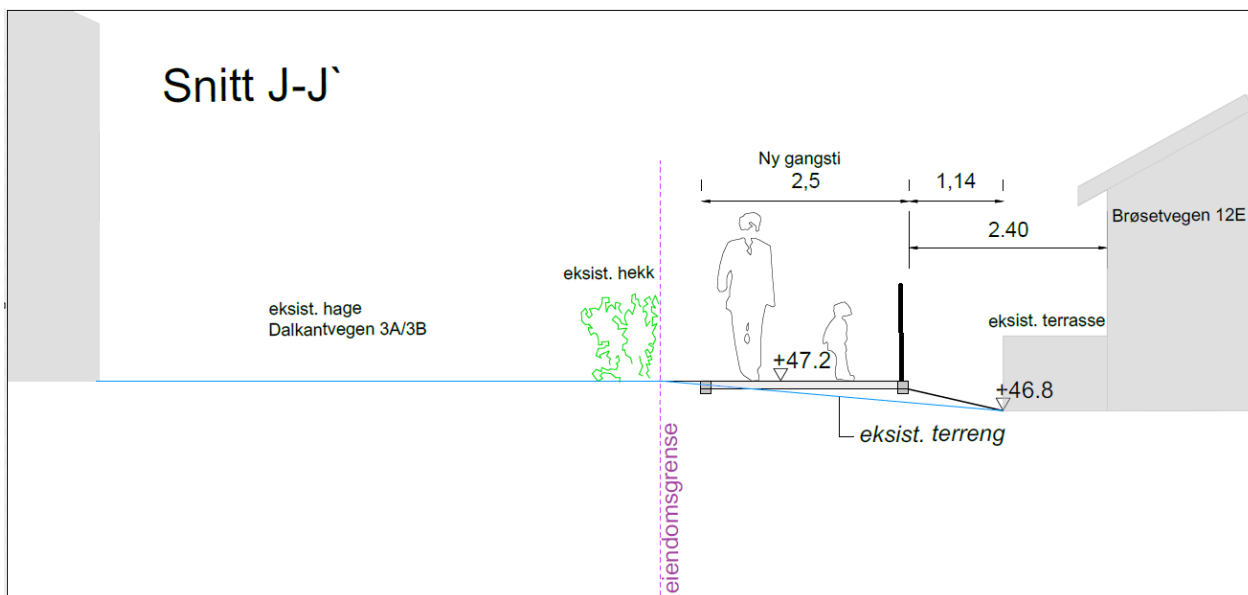 Snitt J-J`
Ny gangsti
2,5
1,14
Brøsetvegen 12E
2.40
eksist. hekk
eksist. hage
Dalkantvegen 3A/3B
eksist. terrasse
+47.2
+46.8
eksist. terreng
eiendomsgrense